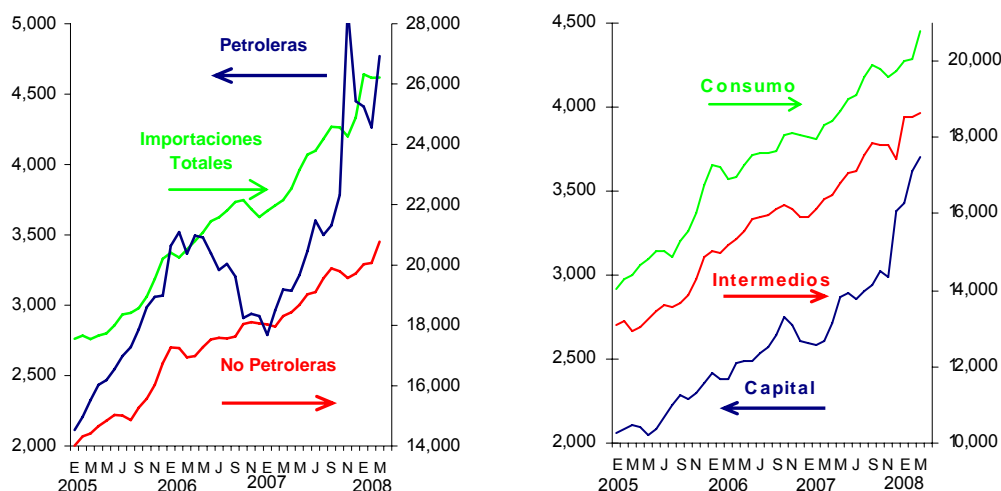 5,000
4,500
4,000
3,500
3,000
2,500
2,000
28,000
26,000
24,000
22,000
20,000
18,000
16,000
14,000
Petroleras
Importaciones
Totales
No Petroleras
E M M J S N E M M J S N E M M J S N E M
2005 2006 2007 2008
4,500
4,000
3,500
3,000
2,500
2,000
20,000
18,000
16,000
14,000
12,000
10,000
Consumo
Intermedios
Capital
E M M J S N E M M J S N E M M J S N E M
2005 2006 2007 2008